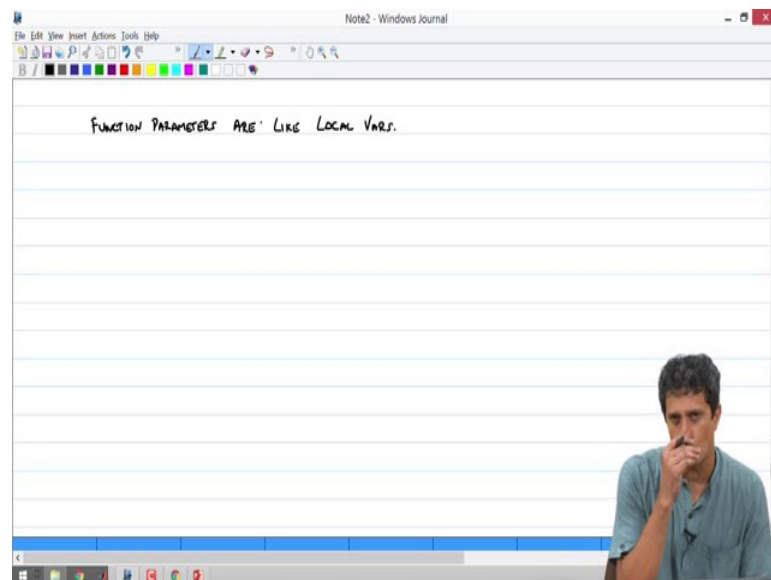 Note2 - Windows Journal
File Edit View Insert Actions Tools Help
B I
FUNCTION PARAMETERS ARE LIKE LOCAL VARS.